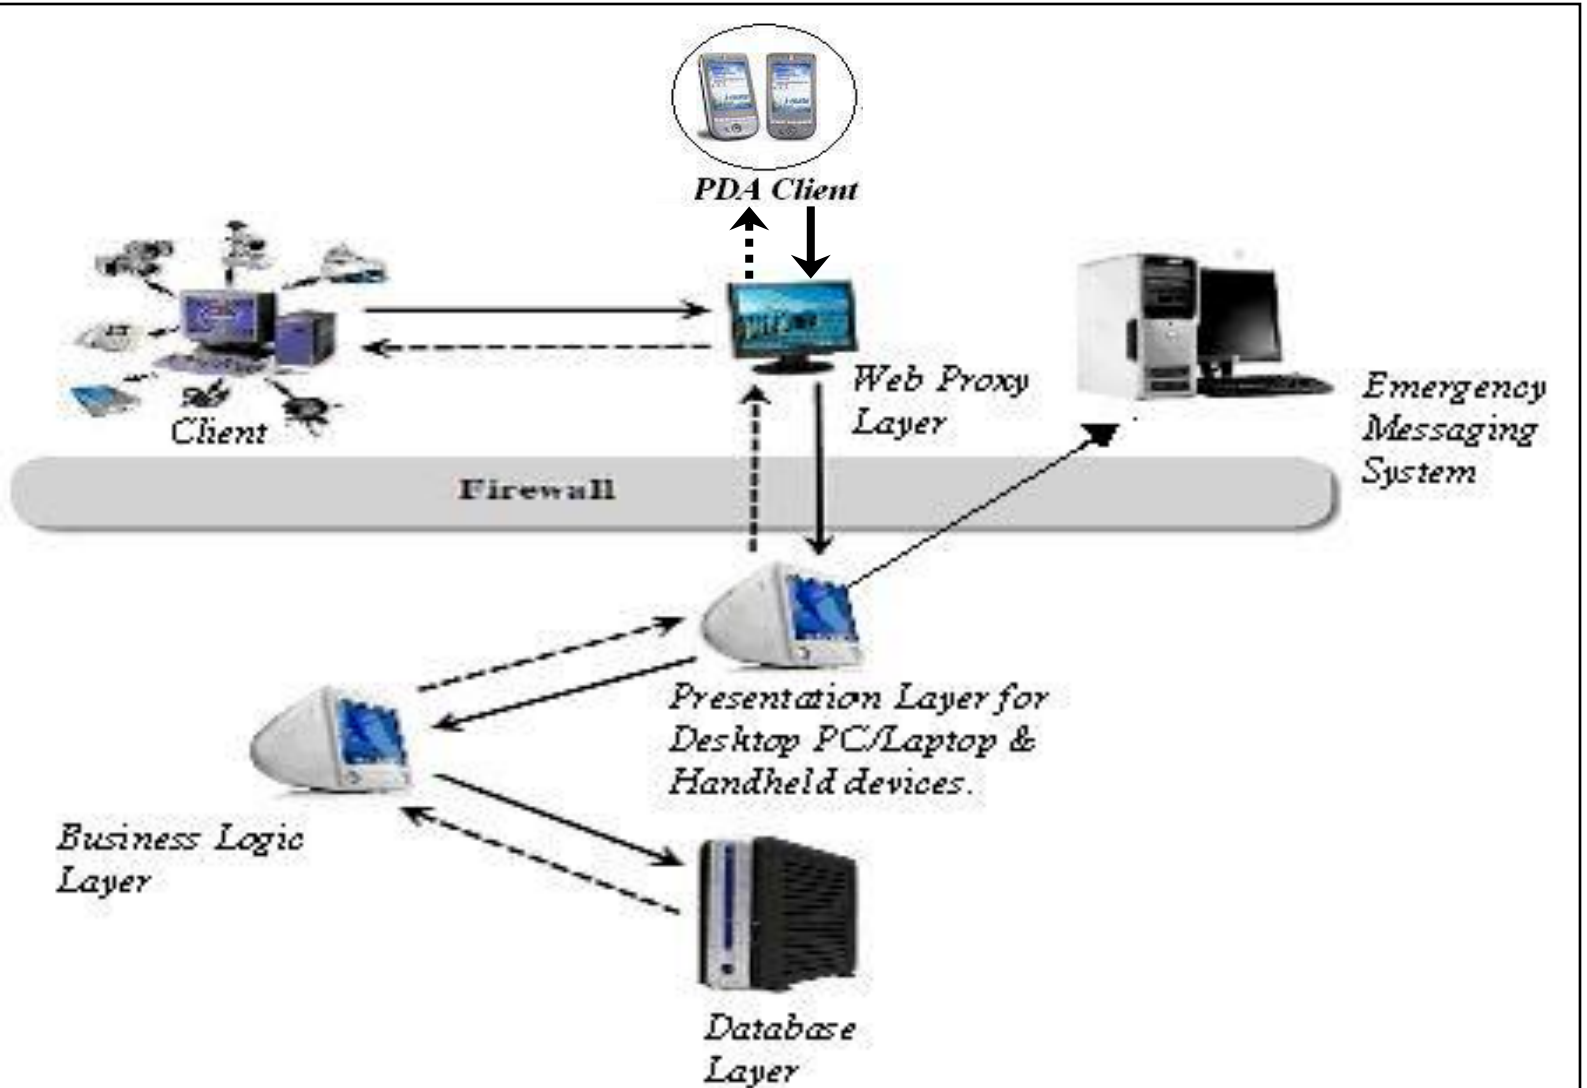 PDA Client
Client
Web Proxy
Layer
Emergency
Messaging
System
Firewall
Presentation Layer for
Desktop PC/Laptop &
Handheld devices.
Business Logic
Layer
Database
Layer